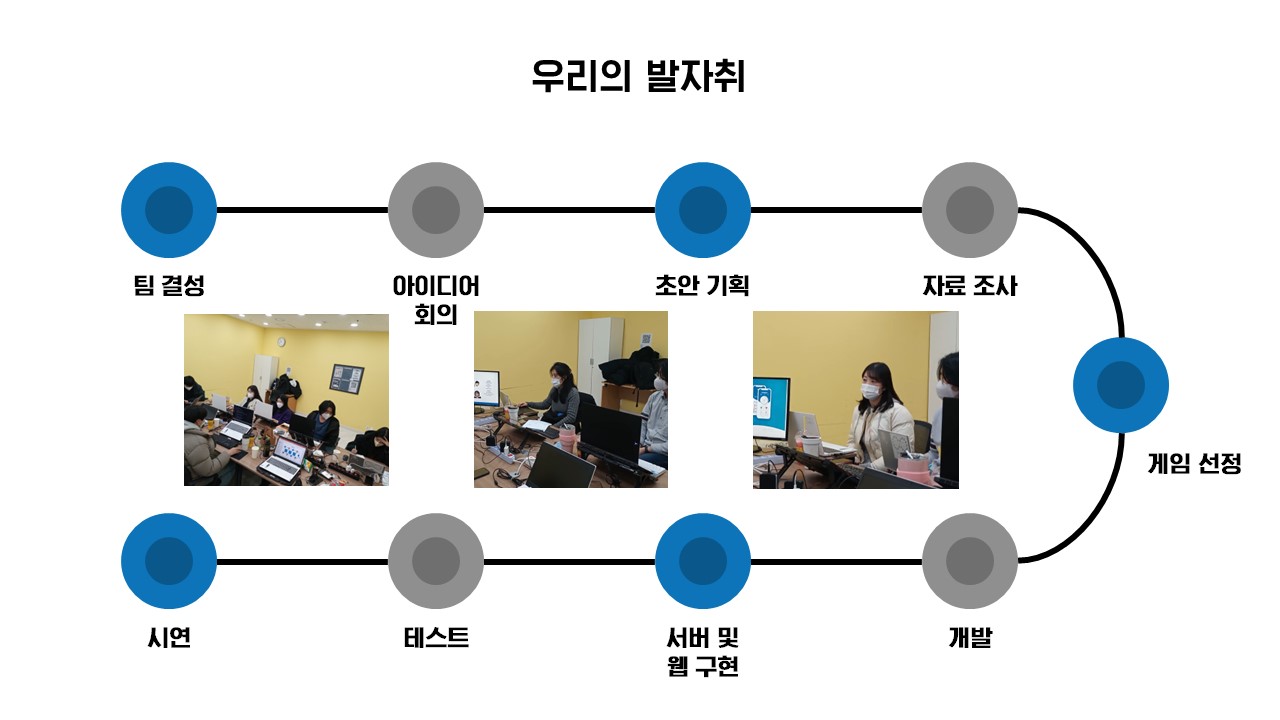 우리의 발자취
팀 결성
아이디어
회의
초안 기획
자료 조사
게임 선정
시연
테스트
서버 및
웹 구현
개발